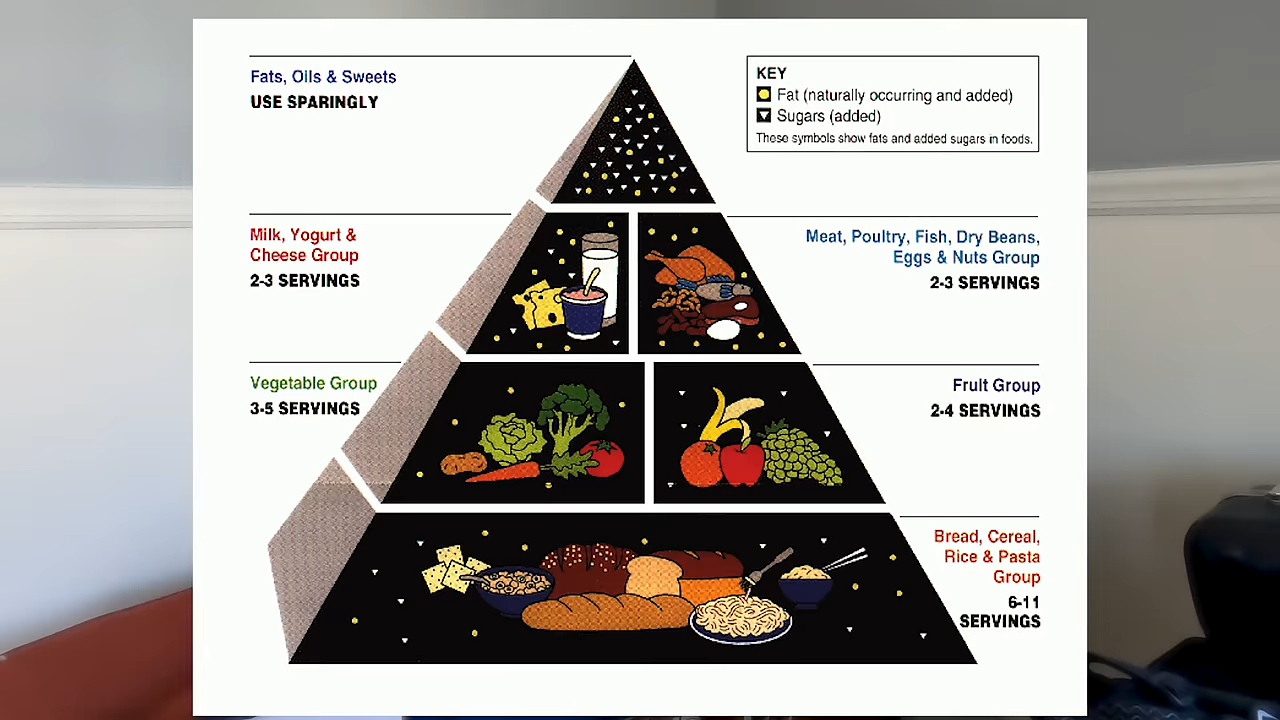 Fats, Oils & Sweets
USE SPARINGLY
KEY
Fat (naturally occurring and added)
Sugars (added)
These symbols show fats and added sugars in foods.
Milk, Yogurt &
Cheese Group
2-3 SERVINGS
Meat, Poultry, Fish, Dry Beans,
Eggs & Nuts Group
2-3 SERVINGS
Vegetable Group
3-5 SERVINGS
Fruit Group
2-4 SERVINGS
Bread, Cereal,
Rice & Pasta
Group
6-11
SERVINGS